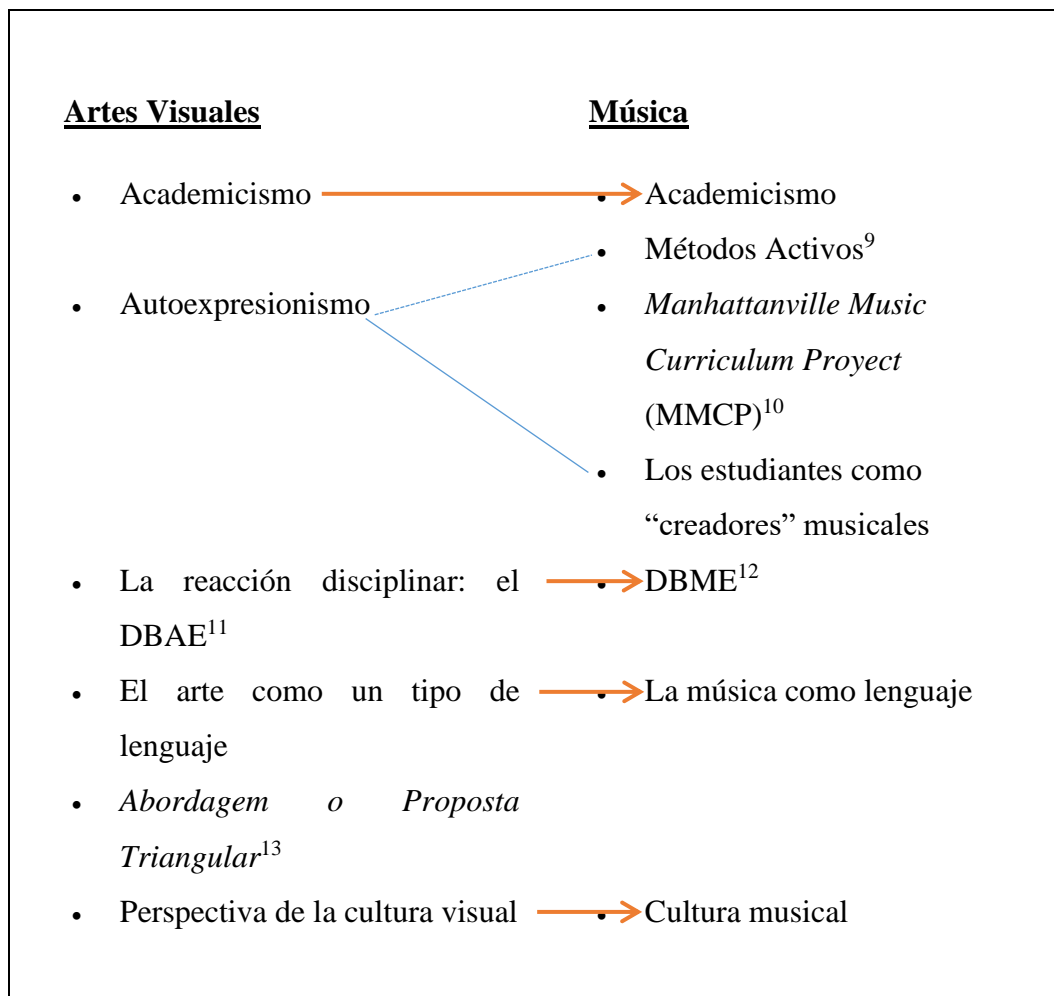 Artes Visuales
Música
• Academicismo
• Academicismo
• Métodos Activos9
• Autoexpresionismo
• Manhattanville Music
Curriculum Proyect
(MMCP)10
• Los estudiantes como
“creadores” musicales
• La reacción disciplinar: el
DBAE11
• DBME12
• El arte como un tipo de
lenguaje
• La música como lenguaje
• Abordagem o Proposta
Triangular13
• Perspectiva de la cultura visual
• Cultura musical